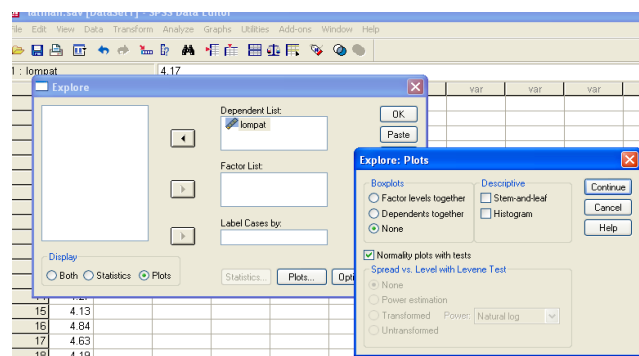 latihan.sav [DataSet1] - SPSS Data Editor
File Edit View Data Transform Analyze Graphs Utilities Add-ons Window Help
1 : lompat 4.17
var var var
Explore
Dependent List:
lompat
Factor List:
Label Cases by:
OK
Paste
Display
Both Statistics Plots
Statistics... Plots...
Explore: Plots
Boxplots
Factor levels together
Dependents together
None
Descriptive
Stem-and-leaf
Histogram
Continue
Cancel
Help
Normality plots with tests
Spread vs. Level with Levene Test
None
Power estimation
Transformed Power: Natural log
Untransformed
15 4.13
16 4.84
17 4.63
18 4.19